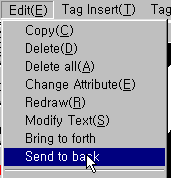 Edit(E) Tag Insert(T) Tag
Copy(C)
Delete(D)
Delete all(A)
Change Attribute(E)
Redraw(R)
Modify Text(S)
Bring to forth
Send to back